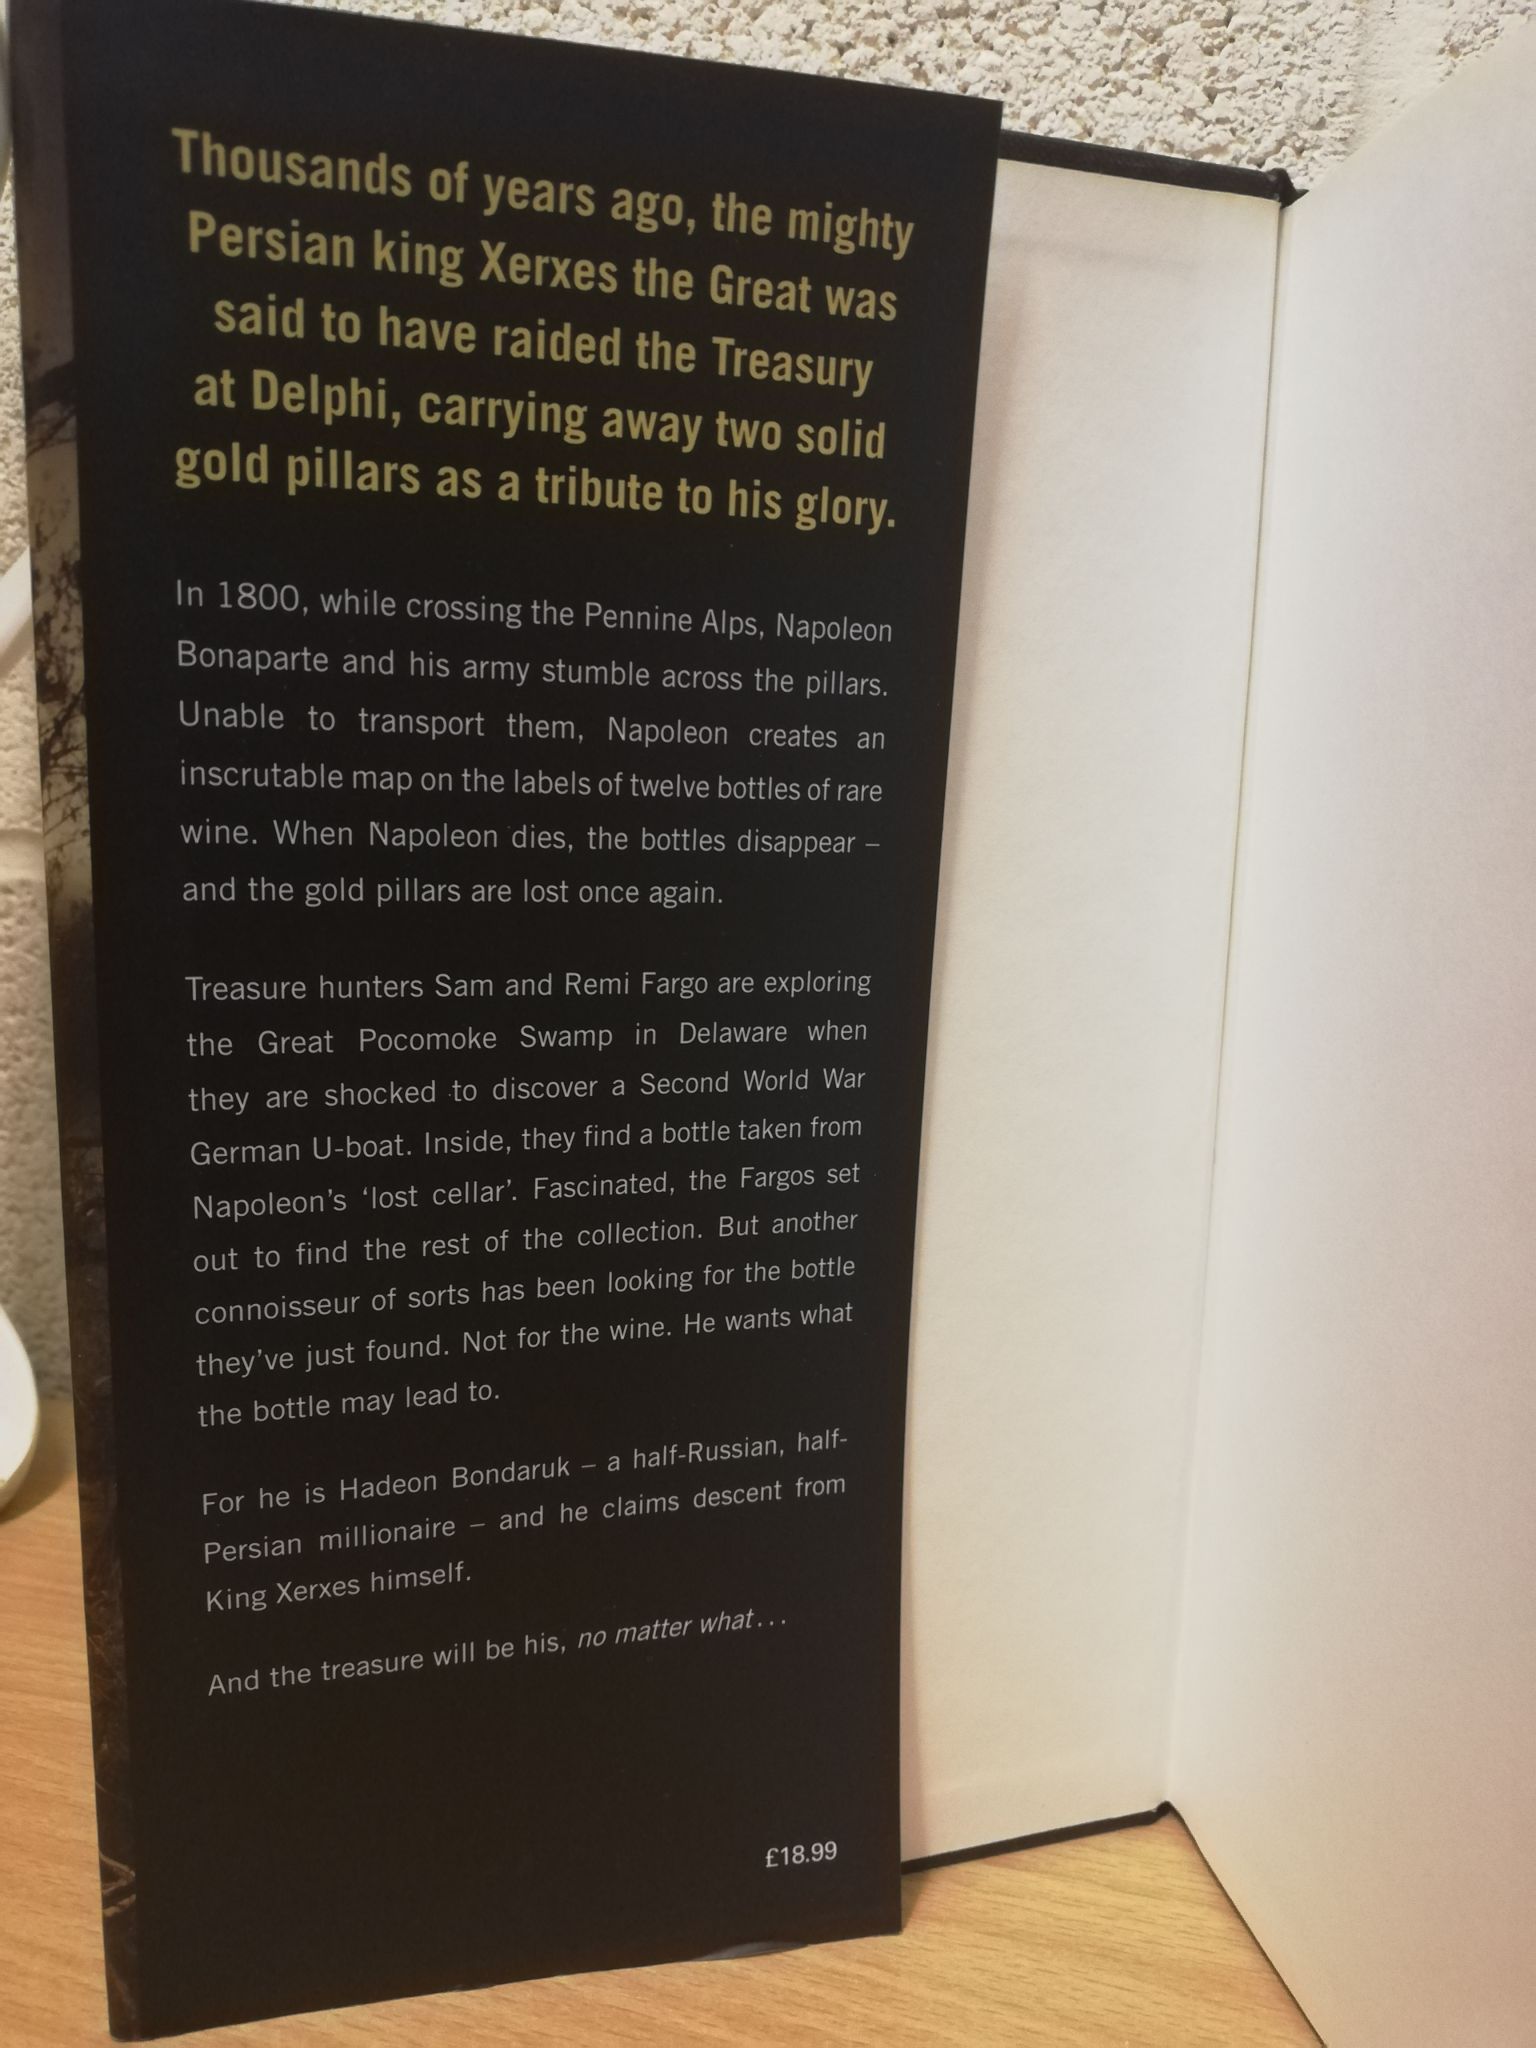 Thousands of years ago, the mighty
Persian king Xerxes the Great was
said to have raided the Treasury
at Delphi, carrying away two solid
gold pillars as a tribute to his glory.
In 1800, while crossing the Pennine Alps, Napoleon
Bonaparte and his army stumble across the pillars.
Unable to transport them, Napoleon creates an
inscrutable map on the labels of twelve bottles of rare
wine. When Napoleon dies, the bottles disappear –
and the gold pillars are lost once again.
Treasure hunters Sam and Remi Fargo are exploring
the Great Pocomoke Swamp in Delaware when
they are shocked to discover a Second World War
German U-boat. Inside, they find a bottle taken from
Napoleon's 'lost cellar'. Fascinated, the Fargos set
out to find the rest of the collection. But another
connoisseur of sorts has been looking for the bottle
they've just found. Not for the wine. He wants what
the bottle may lead to.
For he is Hadeon Bondaruk – a half-Russian, half-
Persian millionaire – and he claims descent from
King Xerxes himself.
And the treasure will be his, no matter what...
£18.99